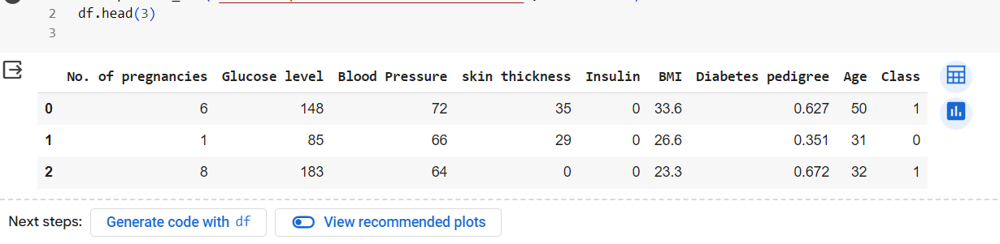 2 df.head(3)
3
No. of pregnancies Glucose level Blood Pressure skin thickness Insulin BMI Diabetes pedigree Age Class
0 6 148 72 35 0 33.6 0.627 50 1
1 1 85 66 29 0 26.6 0.351 31 0
2 8 183 64 0 0 23.3 0.672 32 1
Next steps: Generate code with df View recommended plots